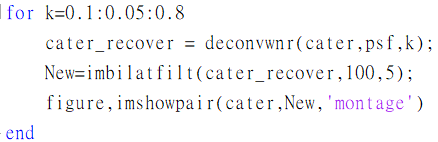 for k=0.1:0.05:0.8
cater_recover = deconvwnr(cater,psf,k);
New=imbilatfilt(cater_recover,100,5);
figure,imshowpair(cater,New,'montage')
end